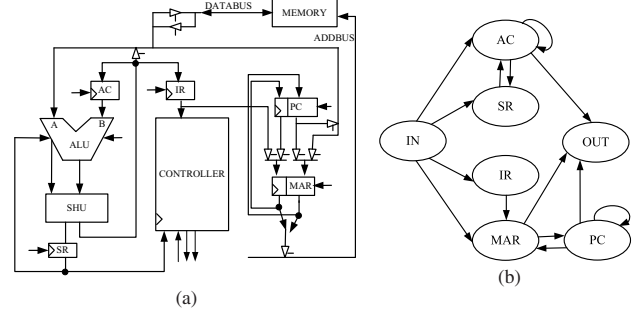 DATABUS
MEMORY
ADDBUS
AC
IR
PC
A
B
ALU
CONTROLLER
MAR
SHU
SR
(a)
AC
SR
IN
OUT
IR
MAR
PC
(b)